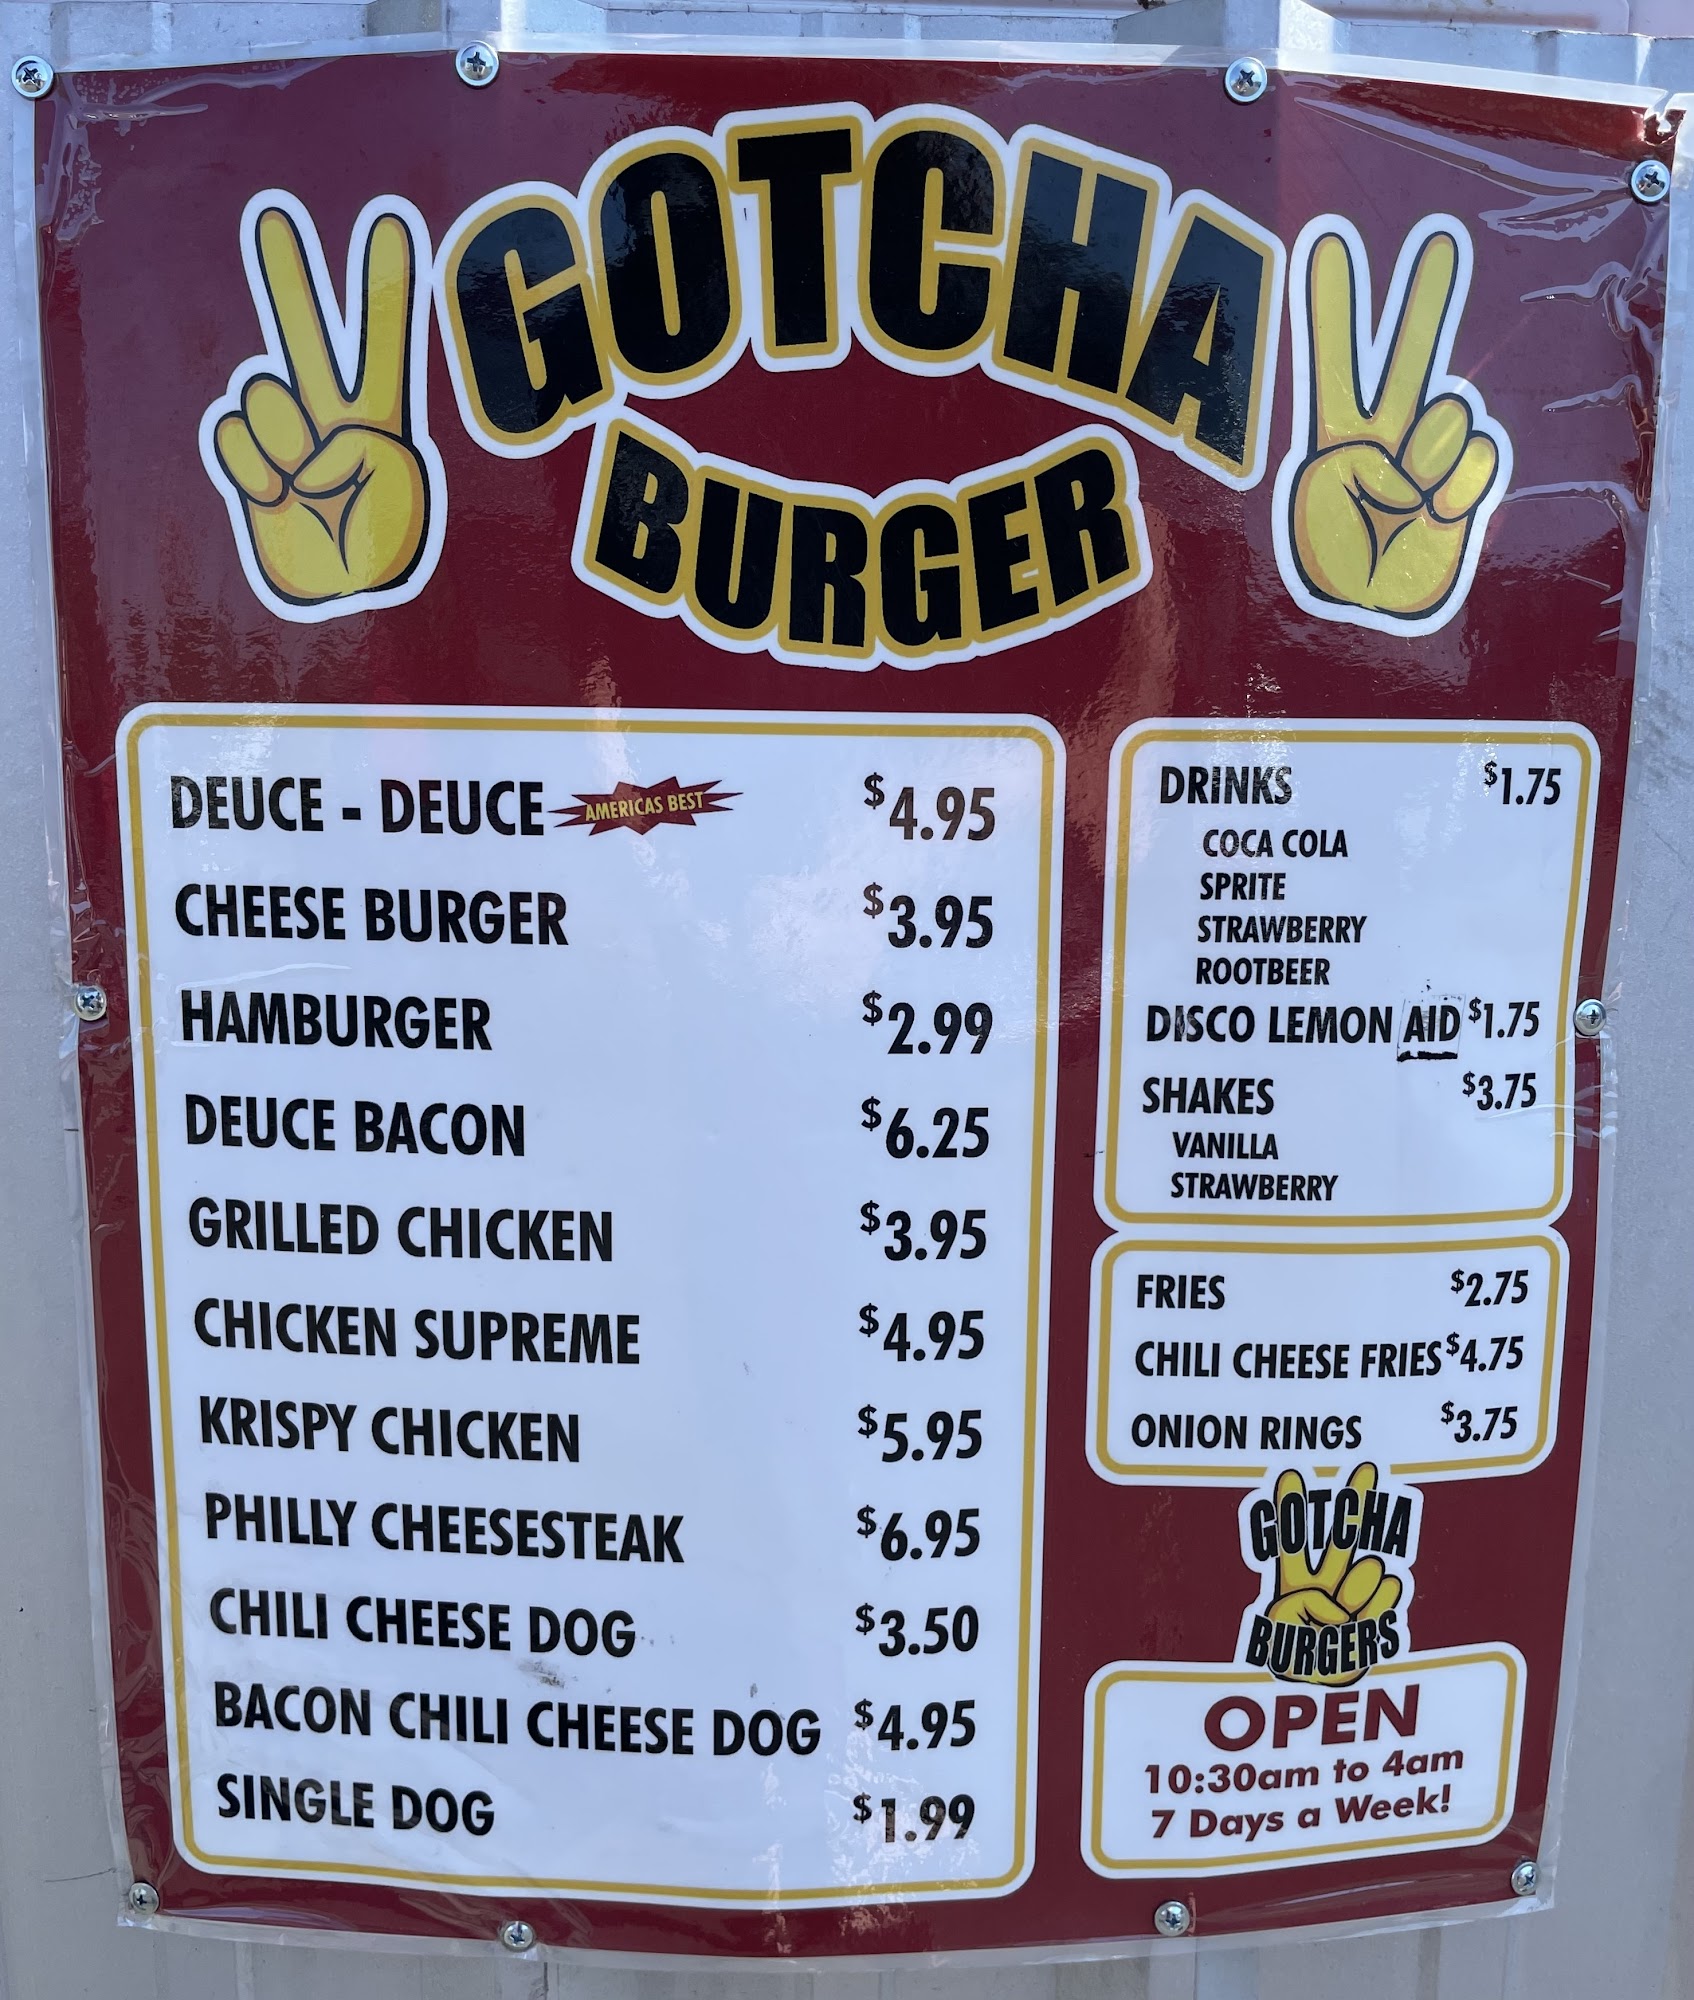 GOTCHA
BURGER
DEUCE - DEUCE AMERICAS BEST $4.95
CHEESE BURGER $3.95
HAMBURGER $2.99
DEUCE BACON $6.25
GRILLED CHICKEN $3.95
CHICKEN SUPREME $4.95
KRISPY CHICKEN $5.95
PHILLY CHEESESTEAK $6.95
CHILI CHEESE DOG $3.50
BACON CHILI CHEESE DOG $4.95
SINGLE DOG $1.99
DRINKS $1.75
COCA COLA
SPRITE
STRAWBERRY
ROOTBEER
DISCO LEMON AID $1.75
SHAKES $3.75
VANILLA
STRAWBERRY
FRIES $2.75
CHILI CHEESE FRIES $4.75
ONION RINGS $3.75
GOTCHA
BURGERS
OPEN
10:30am to 4am
7 Days a Week!